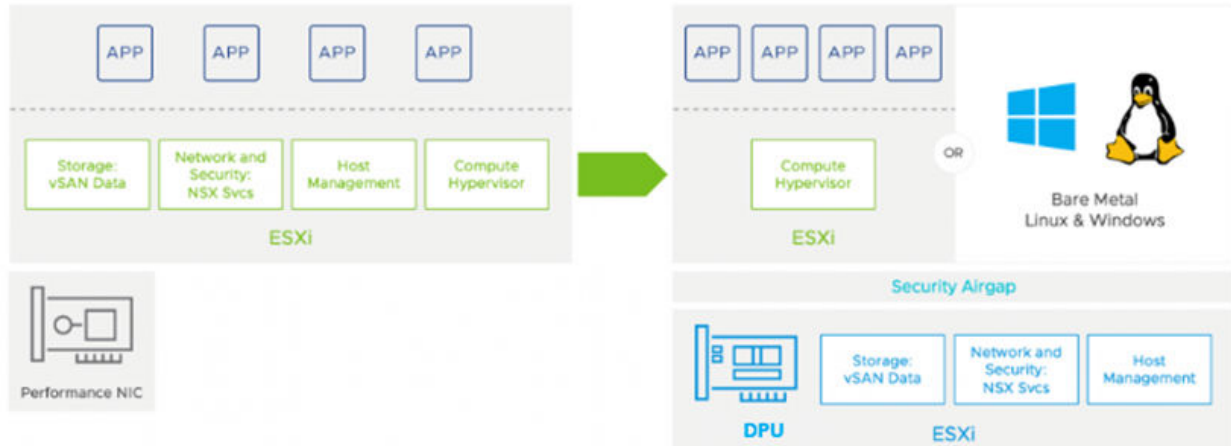 APP
APP
APP
APP
Storage:
vSAN Data
Network and
Security:
NSX Svcs
Host
Management
Compute
Hypervisor
ESXi
Performance NIC
APP
APP
APP
APP
Compute
Hypervisor
ESXi
OR
Bare Metal
Linux & Windows
Security Airgap
DPU
Storage:
vSAN Data
Network and
Security:
NSX Svcs
Host
Management
ESXi